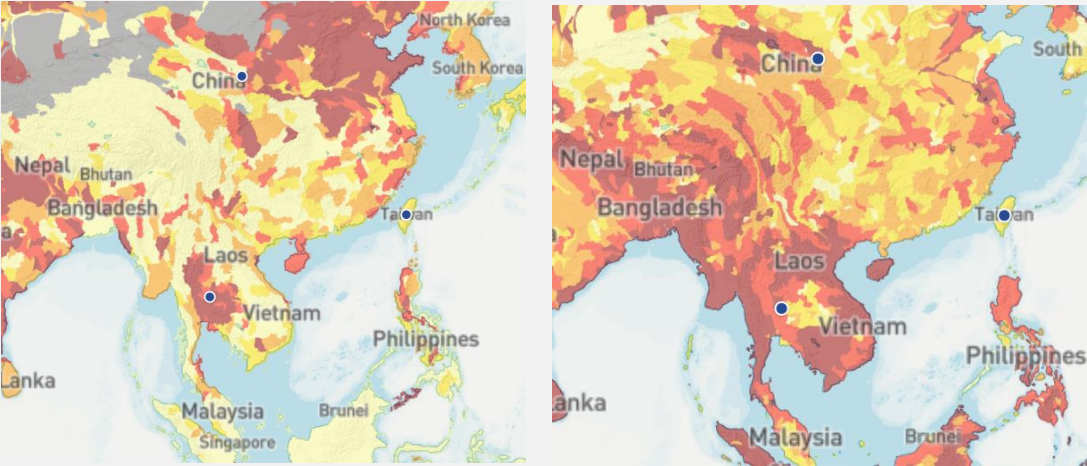 North Korea
South Korea
China
Nepal
Bhutan
Bangladesh
Taiwan
Laos
Vietnam
Philippines
Lanka
Malaysia
Brunei
Singapore
South
China
Nepal
Bhutan
Bangladesh
Taiwan
Laos
Vietnam
Philippines
anka
Malaysia
Brunei